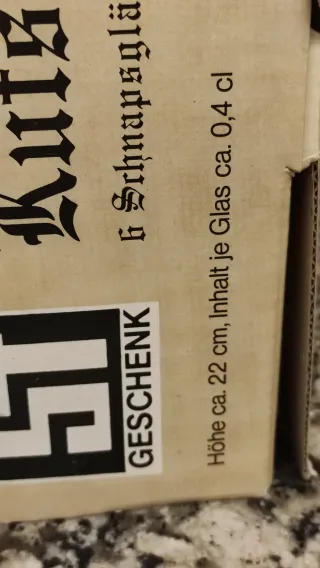 Kuts
6 Schnapsglä
GESCHENK
Höhe ca. 22 cm, Inhalt je Glas ca. 0,4 cl